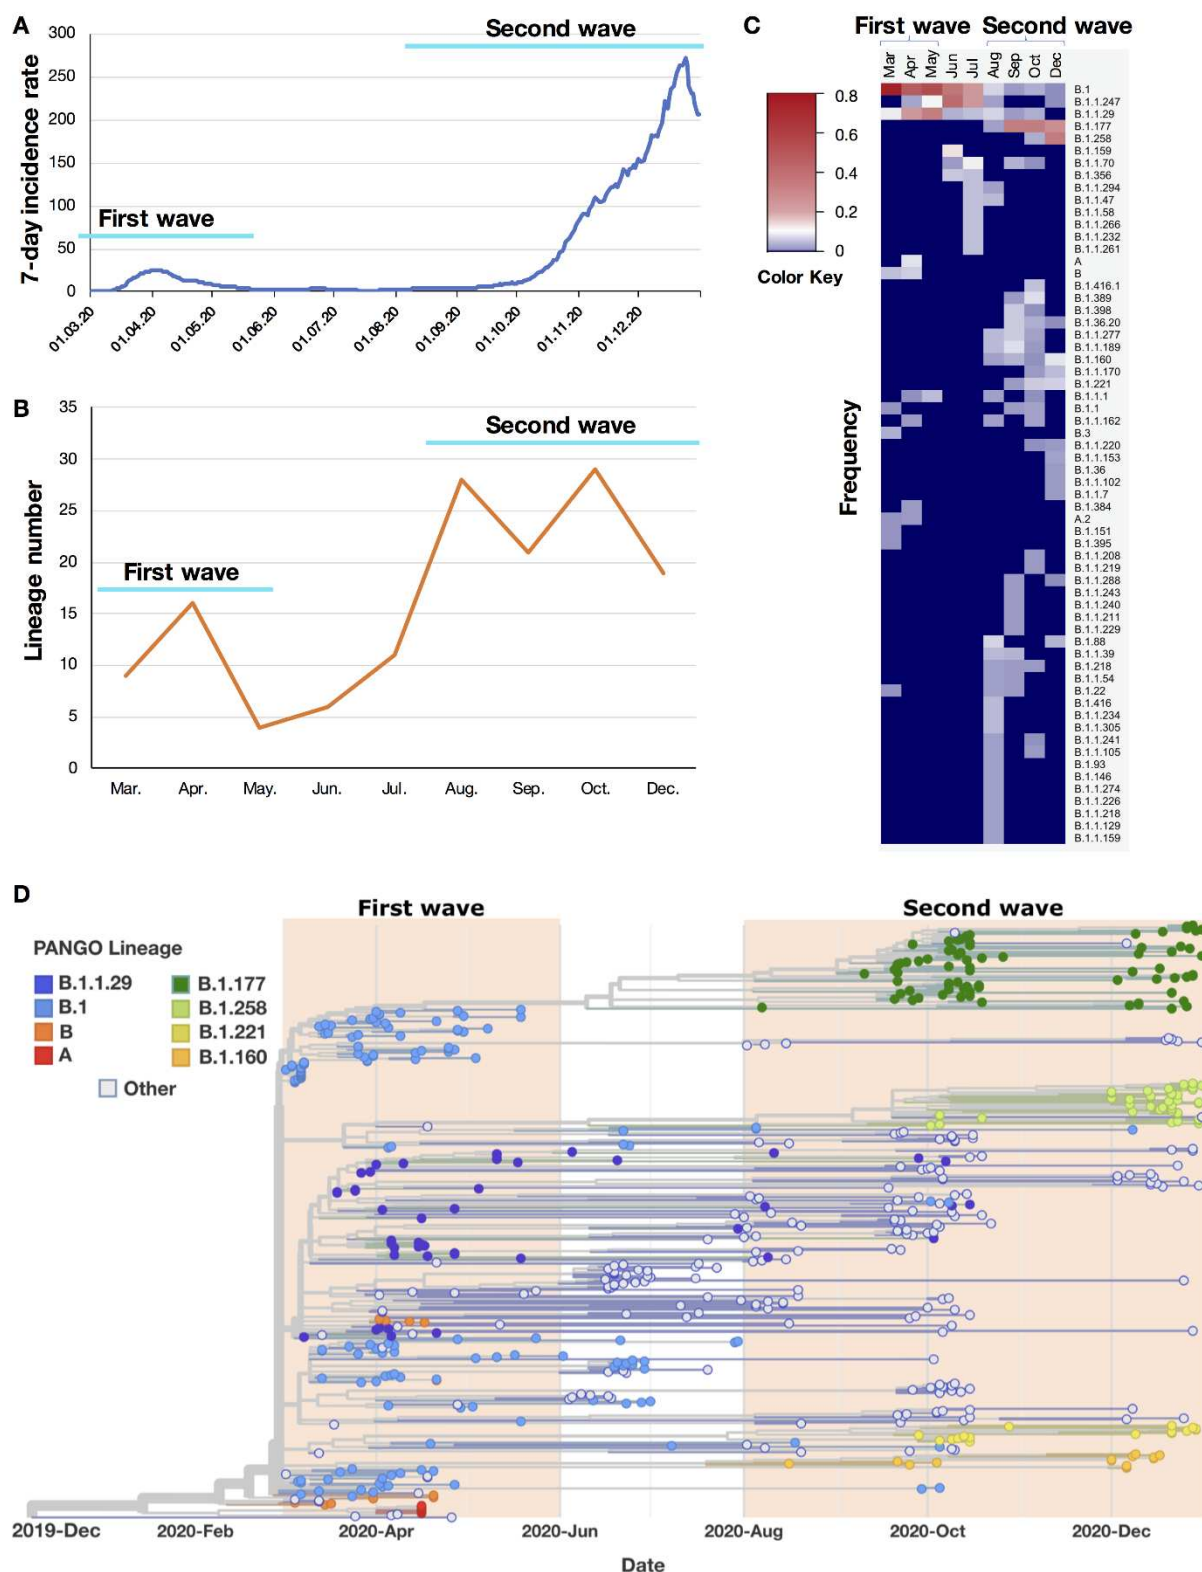 A
Second wave
First wave
7-day incidence rate
300
250
200
150
100
50
0
01.03.20
01.04.20
01.05.20
01.06.20
01.07.20
01.08.20
01.09.20
01.10.20
01.11.20
01.12.20
B
Second wave
First wave
Lineage number
35
30
25
20
15
10
5
0
Mar.
Apr.
May.
Jun.
Jul.
Aug.
Sep.
Oct.
Dec.
C
First wave
Second wave
Mar
Apr
May
Jun
Jul
Aug
Sep
Oct
Dec
0.8
0.6
0.4
0.2
0
Color Key
Frequency
B.1
B.1.1.247
B.1.1.29
B.1.177
B.1.258
B.1.159
B.1.1.70
B.1.356
B.1.1.294
B.1.147
B.1.1.58
B.1.1.266
B.1.1.232
B.1.1.261
A
B
B.1.416.1
B.1.389
B.1.398
B.1.36.20
B.1.1.277
B.1.1.189
B.1.160
B.1.1.170
B.1.221
B.1.1.1
B.1.1
B.1.1.162
B.3
B.1.1.220
B.1.1.153
B.1.36
B.1.1.102
B.1.1.7
B.1.384
A.2
B.1.151
B.1.395
B.1.1.208
B.1.1.219
B.1.1.288
B.1.1.243
B.1.1.240
B.1.1.211
B.1.1.229
B.1.88
B.1.1.39
B.1.218
B.1.1.54
B.1.22
B.1.416
B.1.1.234
B.1.1.305
B.1.1.241
B.1.1.105
B.1.93
B.1.146
B.1.1.274
B.1.1.226
B.1.1.218
B.1.1.129
B.1.1.159
D
First wave
Second wave
PANGO Lineage
B.1.1.29
B.1
B
A
B.1.177
B.1.258
B.1.221
B.1.160
Other
2019-Dec
2020-Feb
2020-Apr
2020-Jun
2020-Aug
2020-Oct
2020-Dec
Date